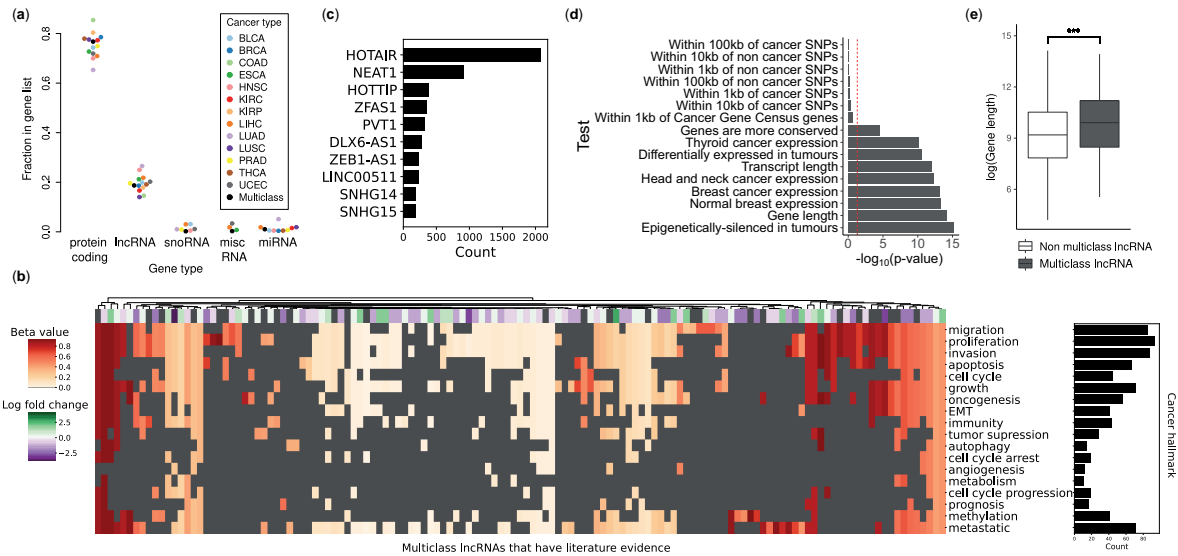 (a)
Fraction in gene list
0.8
0.6
0.4
0.2
0.0
protein coding
lncRNA
snoRNA
misc RNA
miRNA
Gene type
Cancer type
BLCA
BRCA
COAD
ESCA
HNSC
KIRC
KIRP
LIHC
LUAD
LUSC
PRAD
THCA
UCEC
Multiclass
(c)
HOTAIR
NEAT1
HOTTIP
ZFAS1
PVT1
DLX6-AS1
ZEB1-AS1
LINC00511
SNHG14
SNHG15
0 500 1000 1500 2000
Count
(d)
Test
Within 100kb of cancer SNPs
Within 10kb of non cancer SNPs
Within 1kb of non cancer SNPs
Within 100kb of non cancer SNPs
Within 1kb of cancer SNPs
Within 10kb of cancer SNPs
Within 1kb of Cancer Gene Census genes
Genes are more conserved
Thyroid cancer expression
Differentially expressed in tumours
Transcript length
Head and neck cancer expression
Breast cancer expression
Normal breast expression
Gene length
Epigenetically-silenced in tumours
0 5 10 15
-log10(p-value)
(e)
***
log(Gene length)
15
12
9
6
Non multiclass lncRNA
Multiclass lncRNA
(b)
Beta value
0.8
0.6
0.4
0.2
0.0
Log fold change
2.5
0.0
−2.5
migration
proliferation
invasion
apoptosis
cell cycle
growth
oncogenesis
EMT
immunity
tumor supression
autophagy
cell cycle arrest
angiogenesis
metabolism
cell cycle progression
prognosis
methylation
metastatic
Multiclass lncRNAs that have literature evidence
0 20 40 60 80
Count
Cancer hallmark